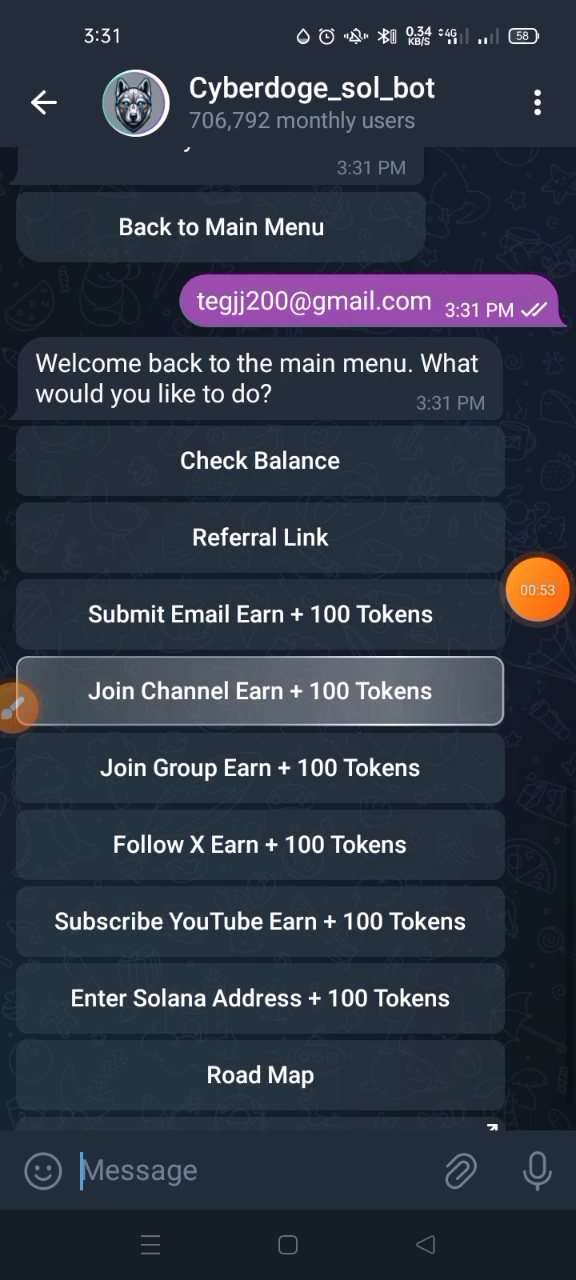 3:31
0.34
KB/S
4G
58
Cyberdoge_sol_bot
706,792 monthly users
3:31 PM
Back to Main Menu
tegjj200@gmail.com 3:31 PM
Welcome back to the main menu. What
would you like to do?
3:31 PM
Check Balance
Referral Link
00:53
Submit Email Earn + 100 Tokens
Join Channel Earn + 100 Tokens
Join Group Earn + 100 Tokens
Follow X Earn + 100 Tokens
Subscribe YouTube Earn + 100 Tokens
Enter Solana Address + 100 Tokens
Road Map
Message